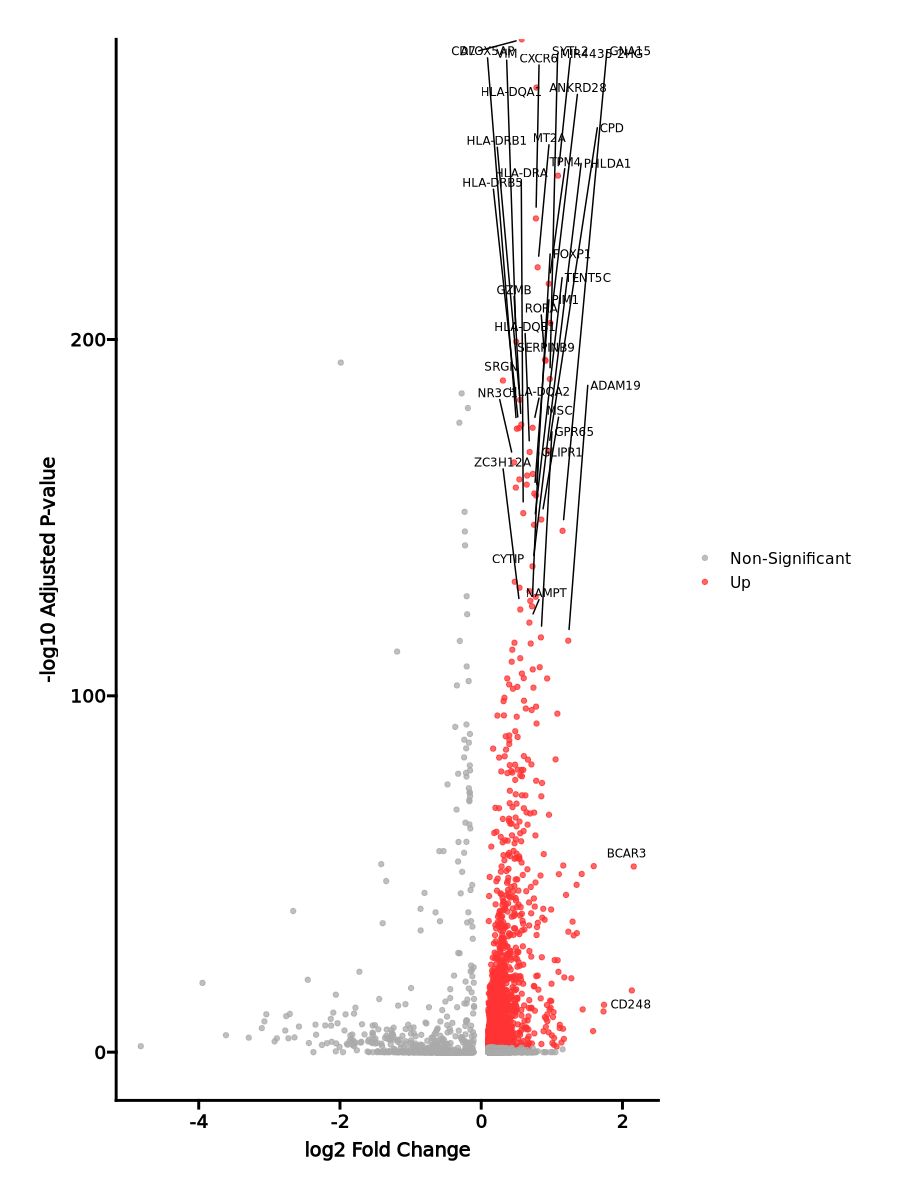 CD7
ALOX5AP
VIM
CXCR6
SYTL2
MIR4435-2HG
GNA15
HLA-DQA1
ANKRD28
CPD
HLA-DRB1
MT2A
HLA-DRA
TPM4
PHLDA1
HLA-DRB5
FOXP1
TENT5C
GZMB
PIM1
RORA
HLA-DQB1
SERPINB9
SRGN
NR3C1
HLA-DQA2
ADAM19
MSC
GPR65
GLIPR1
ZC3H12A
CYTIP
NAMPT
BCAR3
CD248
200
100
0
-4
-2
0
2
log2 Fold Change
-log10 Adjusted P-value
Non-Significant
Up